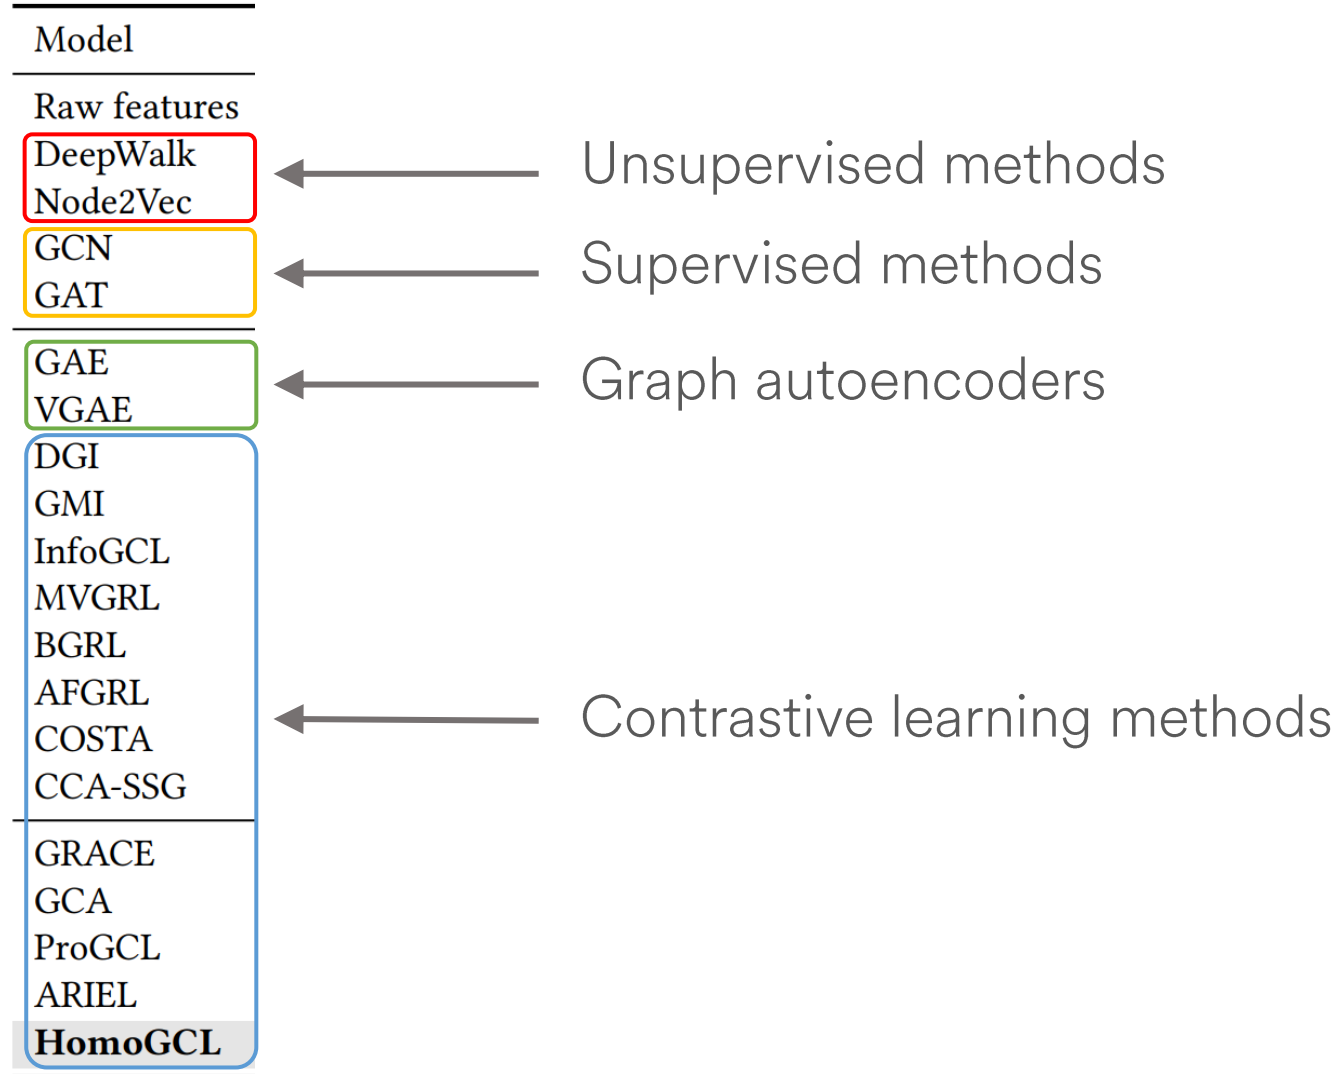 Model
Raw features
DeepWalk
Node2Vec
Unsupervised methods
GCN
GAT
Supervised methods
GAE
VGAE
Graph autoencoders
DGI
GMI
InfoGCL
MVGRL
BGRL
AFGRL
COSTA
CCA-SSG
GRACE
GCA
ProGCL
ARIEL
HomoGCL
Contrastive learning methods